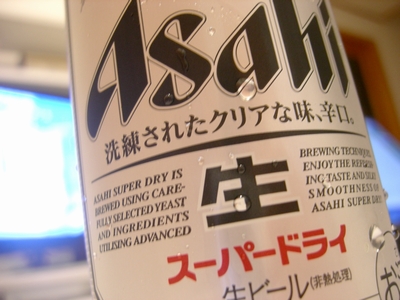 Asahi
洗練されたクリアな味、辛口。
ASAHI SUPER DRY IS
BREWED USING CARE-
FULLY SELECTED YEAST
AND INGREDIENTS
UTILISING ADVANCED
生
BREWING TECHNIQUES
ENJOY THE REFRESH-
ING TASTE AND SILKY
SMOOTHNESS OF
ASAHI SUPER DRY
スーパードライ
生ビール(非熱処理)
お